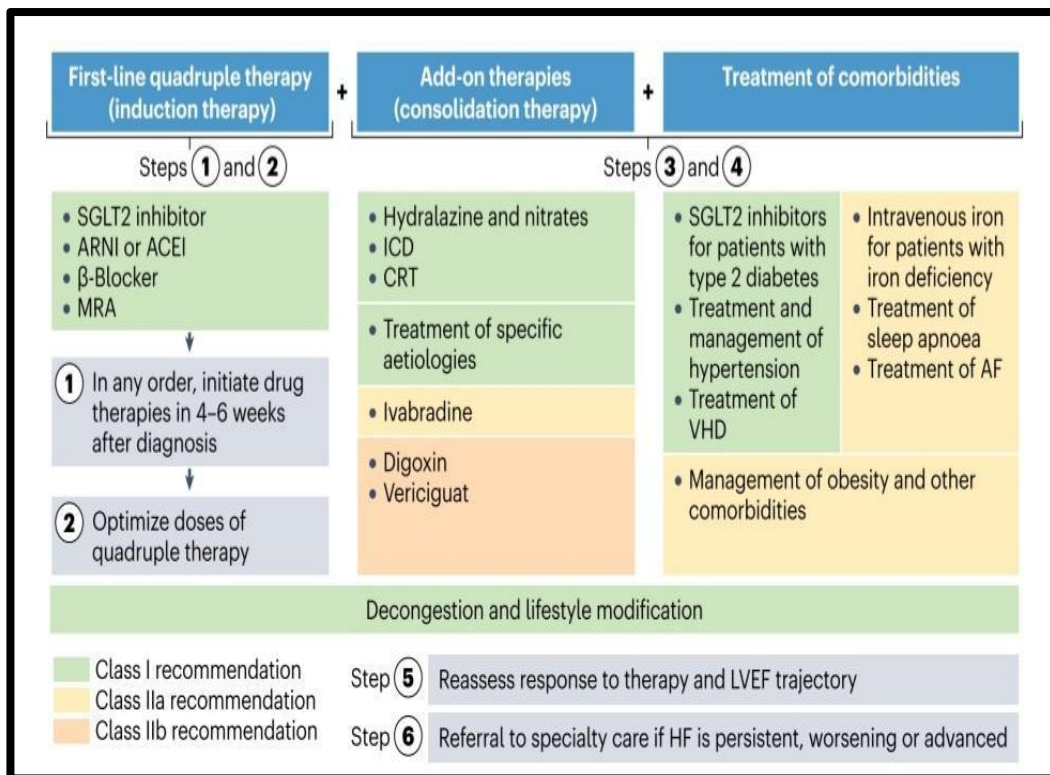 First-line quadruple therapy
(induction therapy)
+
Add-on therapies
(consolidation therapy)
+
Treatment of comorbidities
Steps 1 and 2
Steps 3 and 4
• SGLT2 inhibitor
• ARNI or ACEI
• β-Blocker
• MRA
1 In any order, initiate drug
therapies in 4–6 weeks
after diagnosis
2 Optimize doses of
quadruple therapy
• Hydralazine and nitrates
• ICD
• CRT
• Treatment of specific
aetiologies
• Ivabradine
• Digoxin
• Vericiguat
• SGLT2 inhibitors
for patients with
type 2 diabetes
• Treatment and
management of
hypertension
• Treatment of
VHD
• Intravenous iron
for patients with
iron deficiency
• Treatment of
sleep apnoea
• Treatment of AF
• Management of obesity and other
comorbidities
Decongestion and lifestyle modification
Class I recommendation
Class IIa recommendation
Class IIb recommendation
Step 5 Reassess response to therapy and LVEF trajectory
Step 6 Referral to specialty care if HF is persistent, worsening or advanced